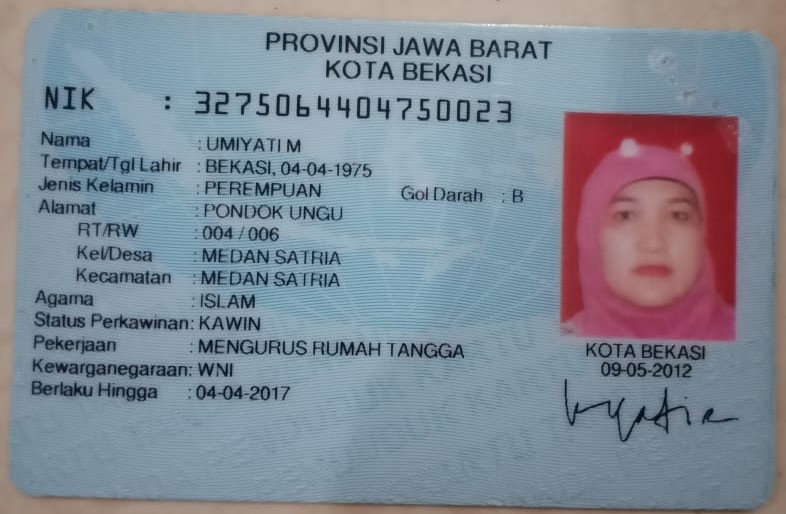 PROVINSI JAWA BARAT
KOTA BEKASI
NIK : 3275064404750023
Nama : UMIYATI M
Tempat/Tgl Lahir : BEKASI, 04-04-1975
Jenis Kelamin : PEREMPUAN Gol Darah : B
Alamat : PONDOK UNGU
RT/RW : 004 / 006
Kel/Desa : MEDAN SATRIA
Kecamatan : MEDAN SATRIA
Agama : ISLAM
Status Perkawinan: KAWIN
Pekerjaan : MENGURUS RUMAH TANGGA
Kewarganegaraan: WNI
Berlaku Hingga : 04-04-2017
KOTA BEKASI
09-05-2012